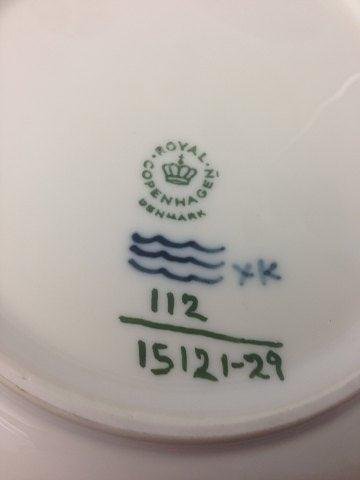 ROYAL
COPENHAGEN
DENMARK
XK
112
15121-29